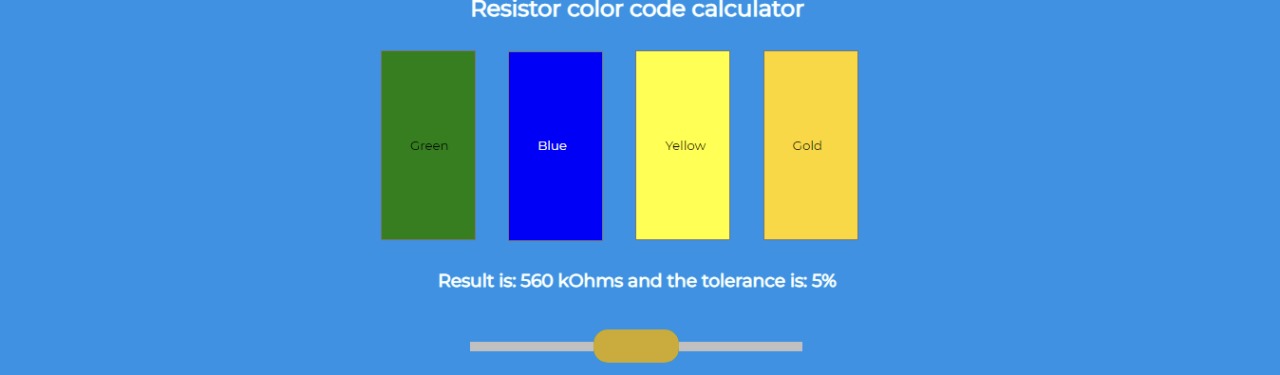 Resistor color code calculator
Green
Blue
Yellow
Gold
Result is: 560 kOhms and the tolerance is: 5%